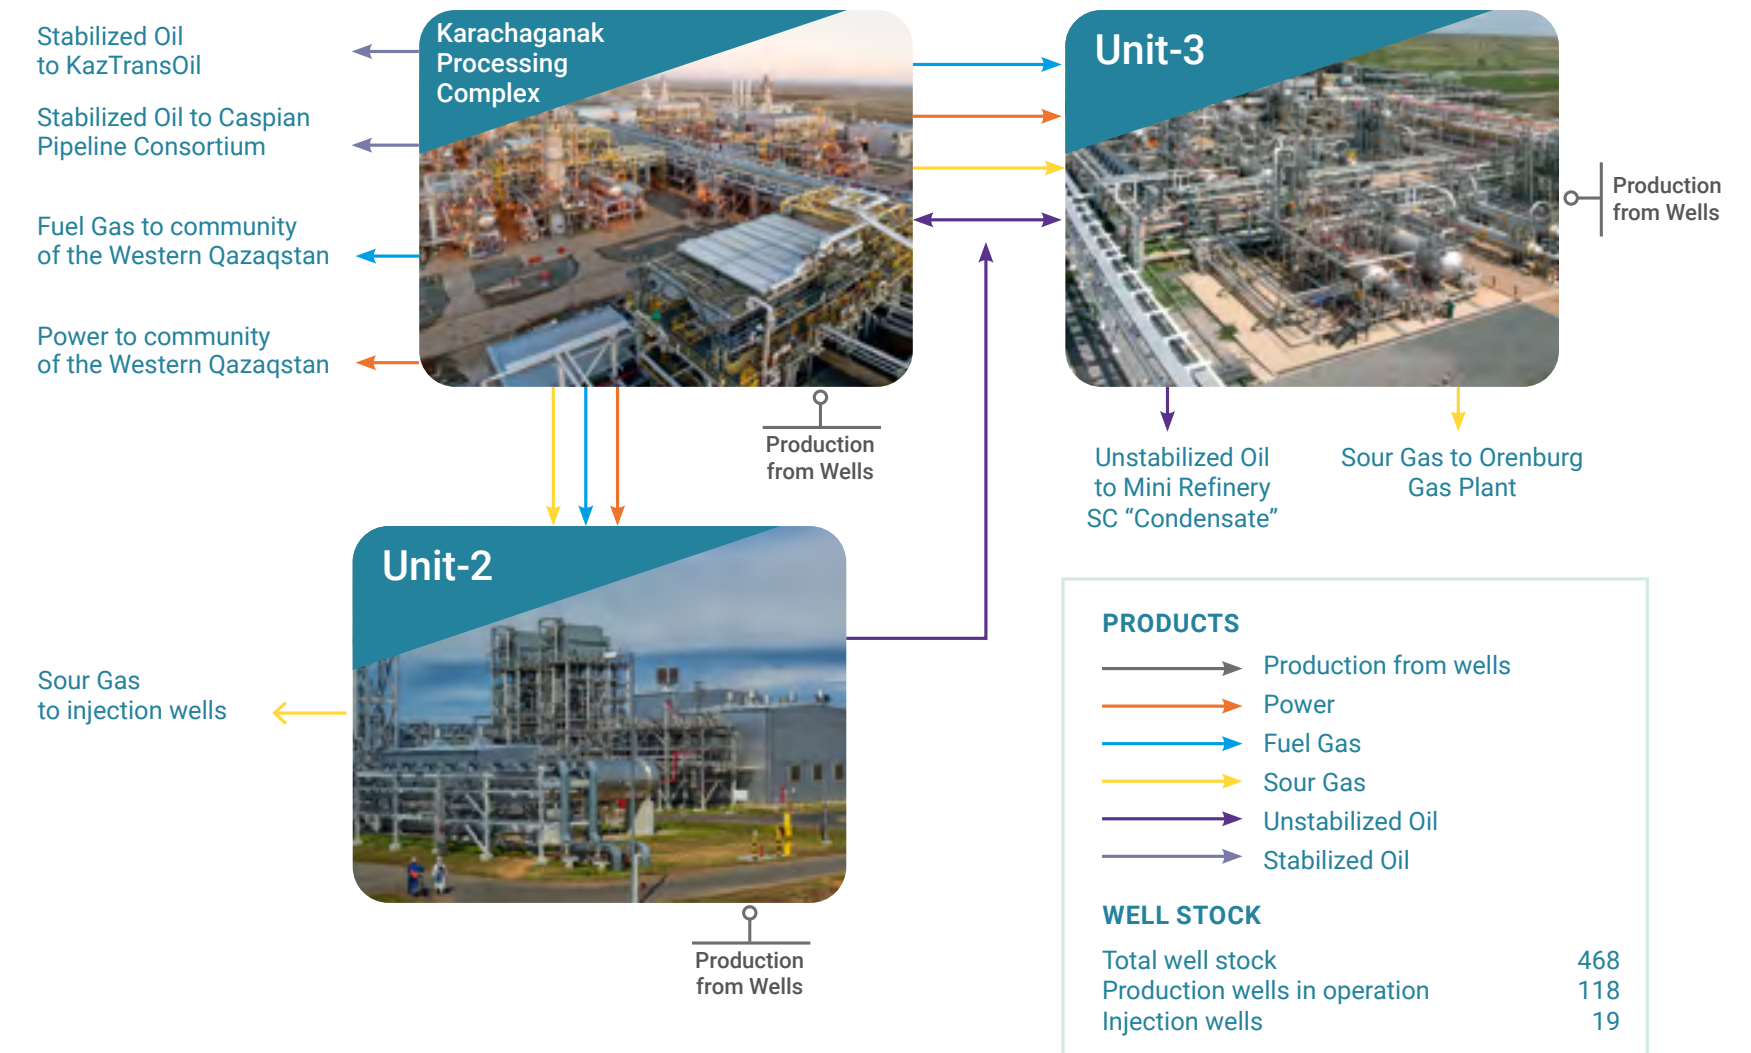 Stabilized Oil
to KazTransOil
Stabilized Oil to Caspian
Pipeline Consortium
Fuel Gas to community
of the Western Qazaqstan
Power to community
of the Western Qazaqstan
Karachaganak
Processing
Complex
Unit-3
Production
from Wells
Production
from Wells
Unstabilized Oil
to Mini Refinery
SC “Condensate”
Sour Gas to Orenburg
Gas Plant
Unit-2
Sour Gas
to injection wells
Production
from Wells
PRODUCTS
Production from wells
Power
Fuel Gas
Sour Gas
Unstabilized Oil
Stabilized Oil
WELL STOCK
Total well stock 468
Production wells in operation 118
Injection wells 19